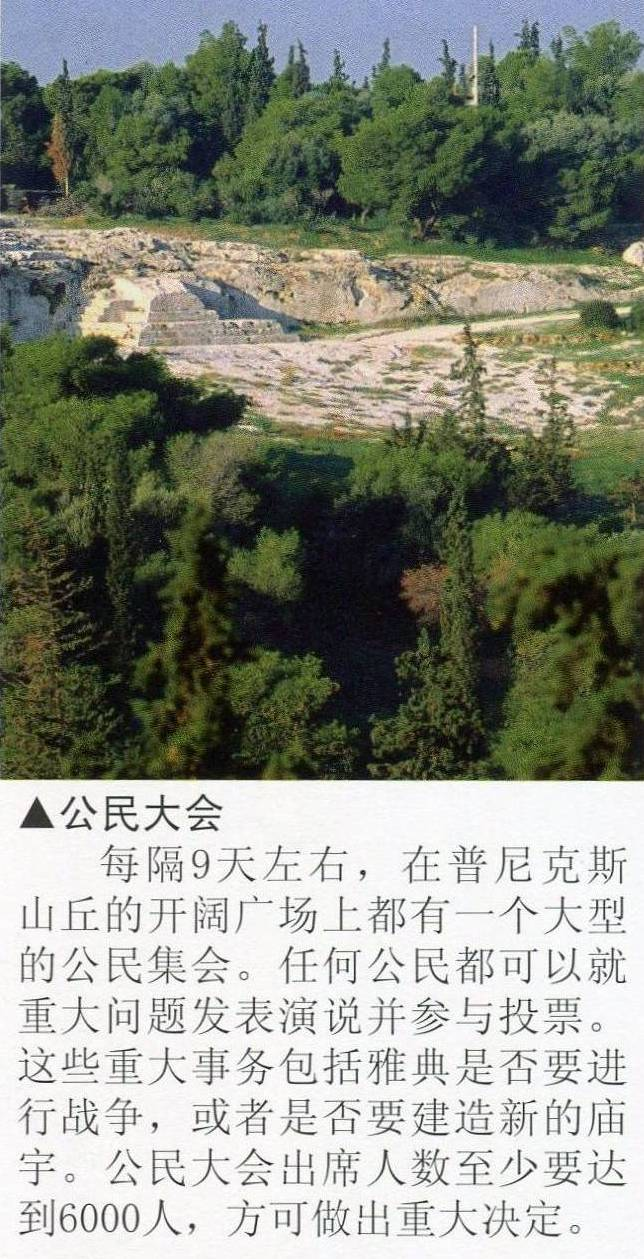 ▲公民大会
每隔9天左右，在普尼克斯
山丘的开阔广场上都有一个大型
的公民集会。任何公民都可以就
重大问题发表演说并参与投票。
这些重大事务包括雅典是否要进
行战争，或者是否要建造新的庙
宇。公民大会出席人数至少要达
到6000人，方可做出重大决定。